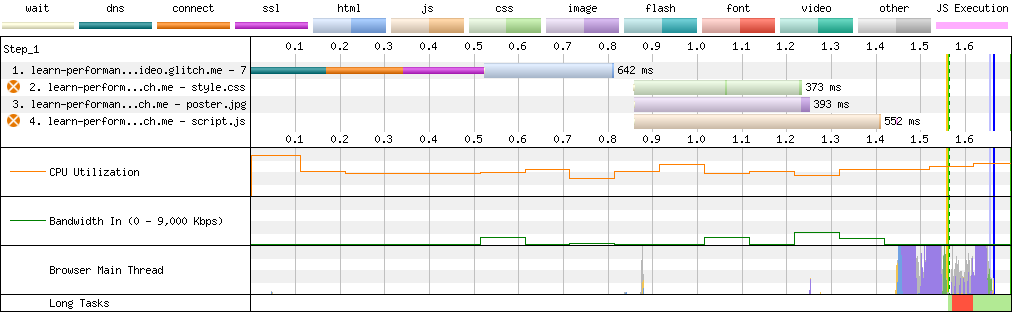 wait dns connect ssl html js css image flash font video other JS Execution
Step_1 0.1 0.2 0.3 0.4 0.5 0.6 0.7 0.8 0.9 1.0 1.1 1.2 1.3 1.4 1.5 1.6
1. learn-performan...ideo.glitch.me - 7 642 ms
2. learn-perform...ch.me - style.css 373 ms
3. learn-performan...ch.me - poster.jpg 393 ms
4. learn-perform...ch.me - script.js 552 ms
0.1 0.2 0.3 0.4 0.5 0.6 0.7 0.8 0.9 1.0 1.1 1.2 1.3 1.4 1.5 1.6
CPU Utilization
Bandwidth In (0 - 9,000 Kbps)
Browser Main Thread
Long Tasks